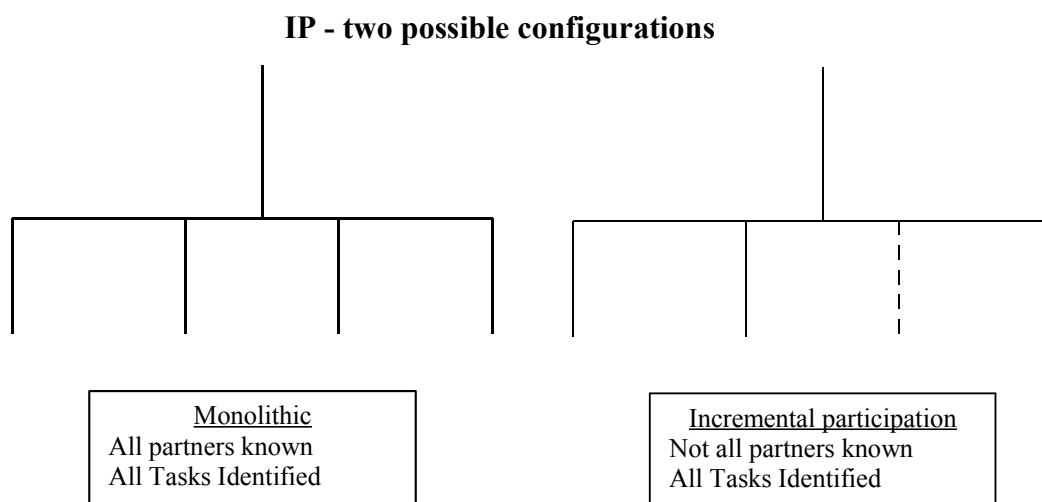 IP - two possible configurations
Monolithic
All partners known
All Tasks Identified
Incremental participation
Not all partners known
All Tasks Identified